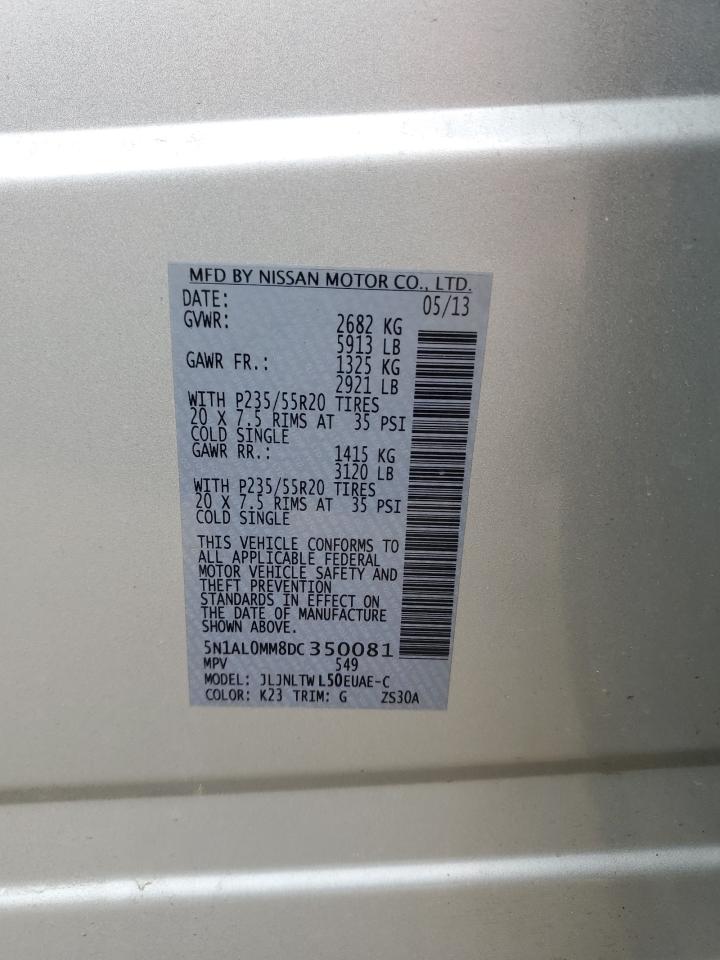 MFD BY NISSAN MOTOR CO., LTD.
DATE: 05/13
GVWR: 2682 KG
5913 LB
GAWR FR.: 1325 KG
2921 LB
WITH P235/55R20 TIRES
20 X 7.5 RIMS AT 35 PSI
COLD SINGLE
GAWR RR.: 1415 KG
3120 LB
WITH P235/55R20 TIRES
20 X 7.5 RIMS AT 35 PSI
COLD SINGLE
THIS VEHICLE CONFORMS TO
ALL APPLICABLE FEDERAL
MOTOR VEHICLE SAFETY AND
THEFT PREVENTION
STANDARDS IN EFFECT ON
THE DATE OF MANUFACTURE
SHOWN ABOVE.
5N1AL0MM8DC350081
MPV 549
MODEL: JLJNLTWL50EUAE-C
COLOR: K23 TRIM: G ZS30A